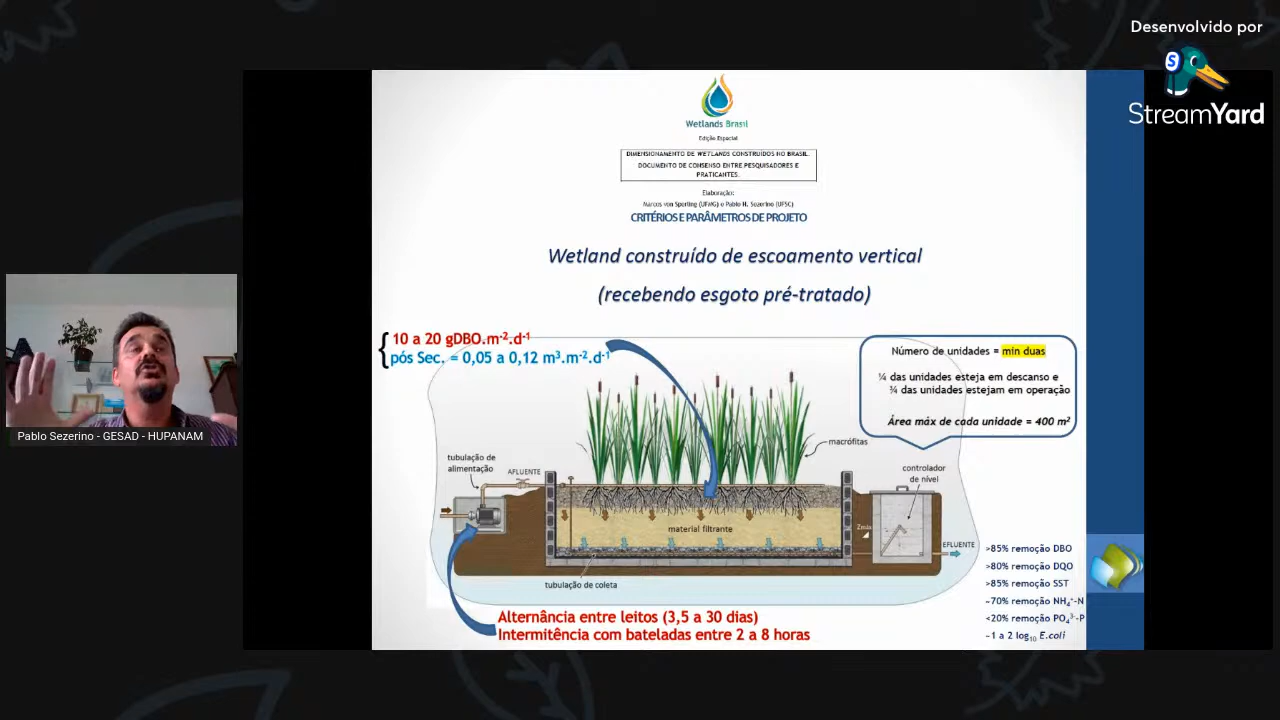 Desenvolvido por
StreamYard
Wetlands Brasil
Edição Especial
DIMENSIONAMENTO DE WETLANDS CONSTRUÍDOS NO BRASIL.
DOCUMENTO DE CONSENSO ENTRE PESQUISADORES E
PRATICANTES.
Elaboração:
Marcos von Sperling (UFMG) e Pablo H. Sezerino (UFSC)
CRITÉRIOS E PARÂMETROS DE PROJETO
Wetland construído de escoamento vertical
(recebendo esgoto pré-tratado)
10 a 20 gDBO.m⁻².d⁻¹
pós Sec. = 0,05 a 0,12 m³.m⁻².d⁻¹
Número de unidades = min duas
¼ das unidades esteja em descanso e
¾ das unidades estejam em operação
Área máx de cada unidade = 400 m²
Pablo Sezerino - GESAD - HUPANAM
tubulação de
alimentação
AFLUENTE
macrófitas
controlador
de nível
material filtrante
Zmín
EFLUENTE
tubulação de coleta
>85% remoção DBO
>80% remoção DQO
>85% remoção SST
~70% remoção NH₄⁺-N
<20% remoção PO₄³⁻-P
~1 a 2 log₁₀ E.coli
Alternância entre leitos (3,5 a 30 dias)
Intermitência com bateladas entre 2 a 8 horas